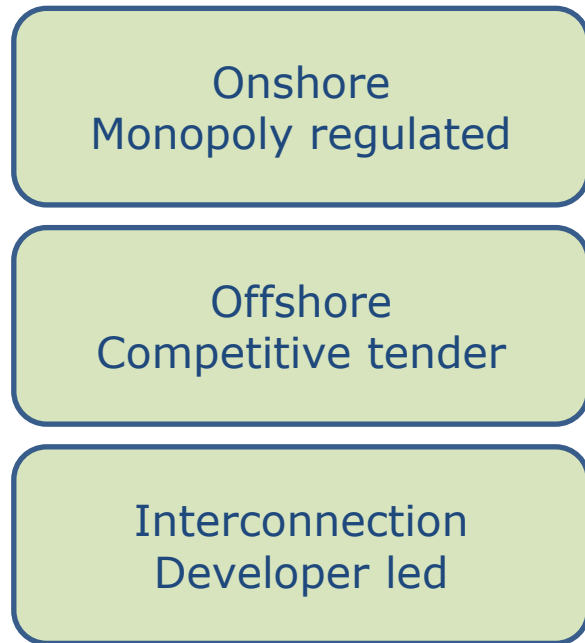 Onshore
Monopoly regulated
Offshore
Competitive tender
Interconnection
Developer led